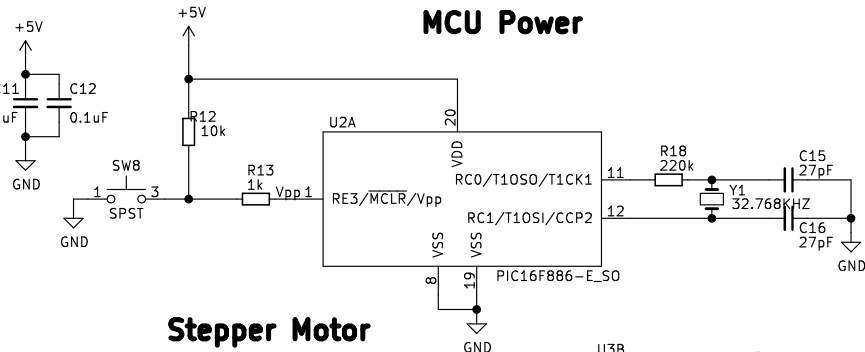 MCU Power
+5V
+5V
C11
C12
uF
0.1uF
GND
R12
10k
SW8
1
3
SPST
GND
R13
1k
Vpp
1
U2A
20
VDD
RE3/MCLR/Vpp
RC0/T1OSO/T1CK1
RC1/T1OSI/CCP2
VSS
VSS
8
19
PIC16F886-E_SO
GND
11
12
R18
220k
Y1
32.768KHZ
C15
27pF
C16
27pF
GND
Stepper Motor
U3B